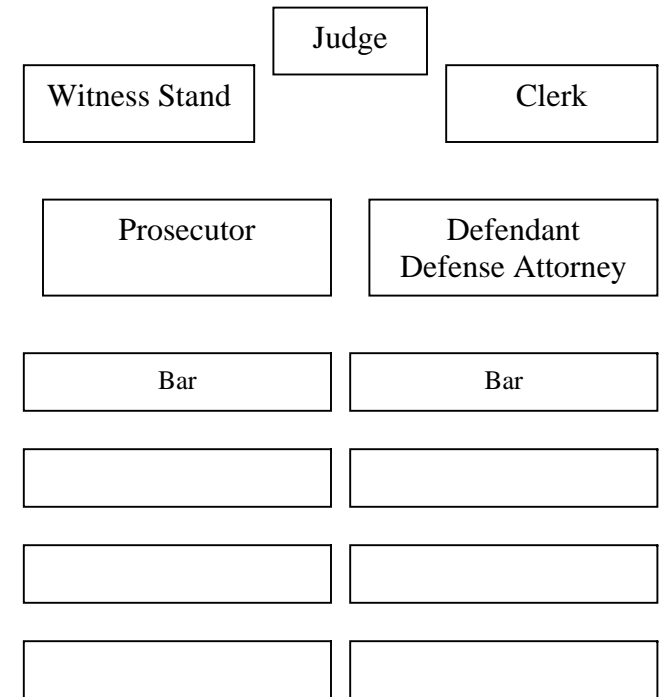 Judge
Witness Stand
Clerk
Prosecutor
Defendant
Defense Attorney
Bar
Bar